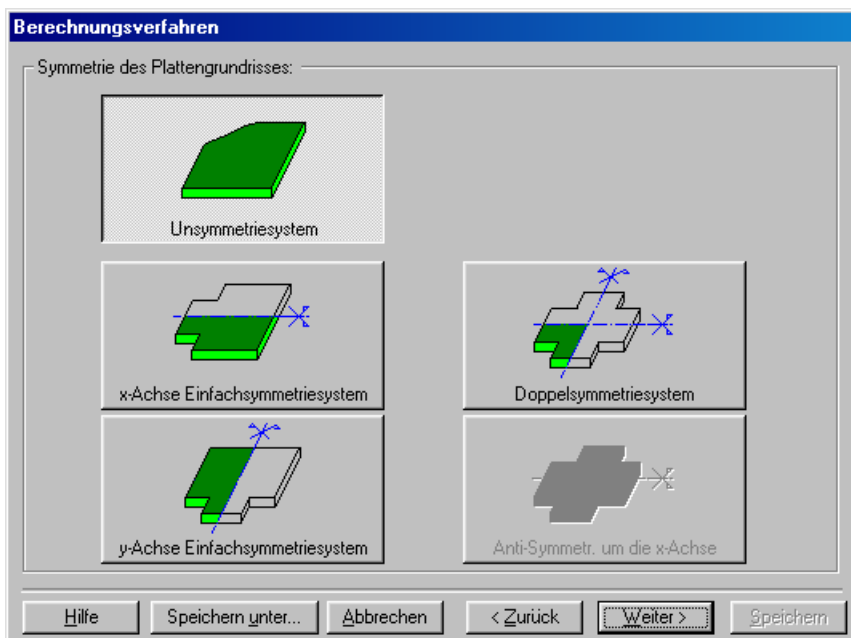 Berechnungsverfahren
Symmetrie des Plattengrundrisses:
Unsymmetriesystem
x-Achse Einfachsymmetriesystem
Doppelsymmetriesystem
y-Achse Einfachsymmetriesystem
Anti-Symmetr. um die x-Achse
Hilfe
Speichern unter...
Abbrechen
< Zurück
Weiter >
Speichern